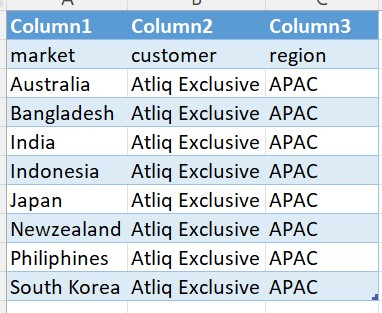 Column1 Column2 Column3
market customer region
Australia Atliq Exclusive APAC
Bangladesh Atliq Exclusive APAC
India Atliq Exclusive APAC
Indonesia Atliq Exclusive APAC
Japan Atliq Exclusive APAC
Newzealand Atliq Exclusive APAC
Philiphines Atliq Exclusive APAC
South Korea Atliq Exclusive APAC